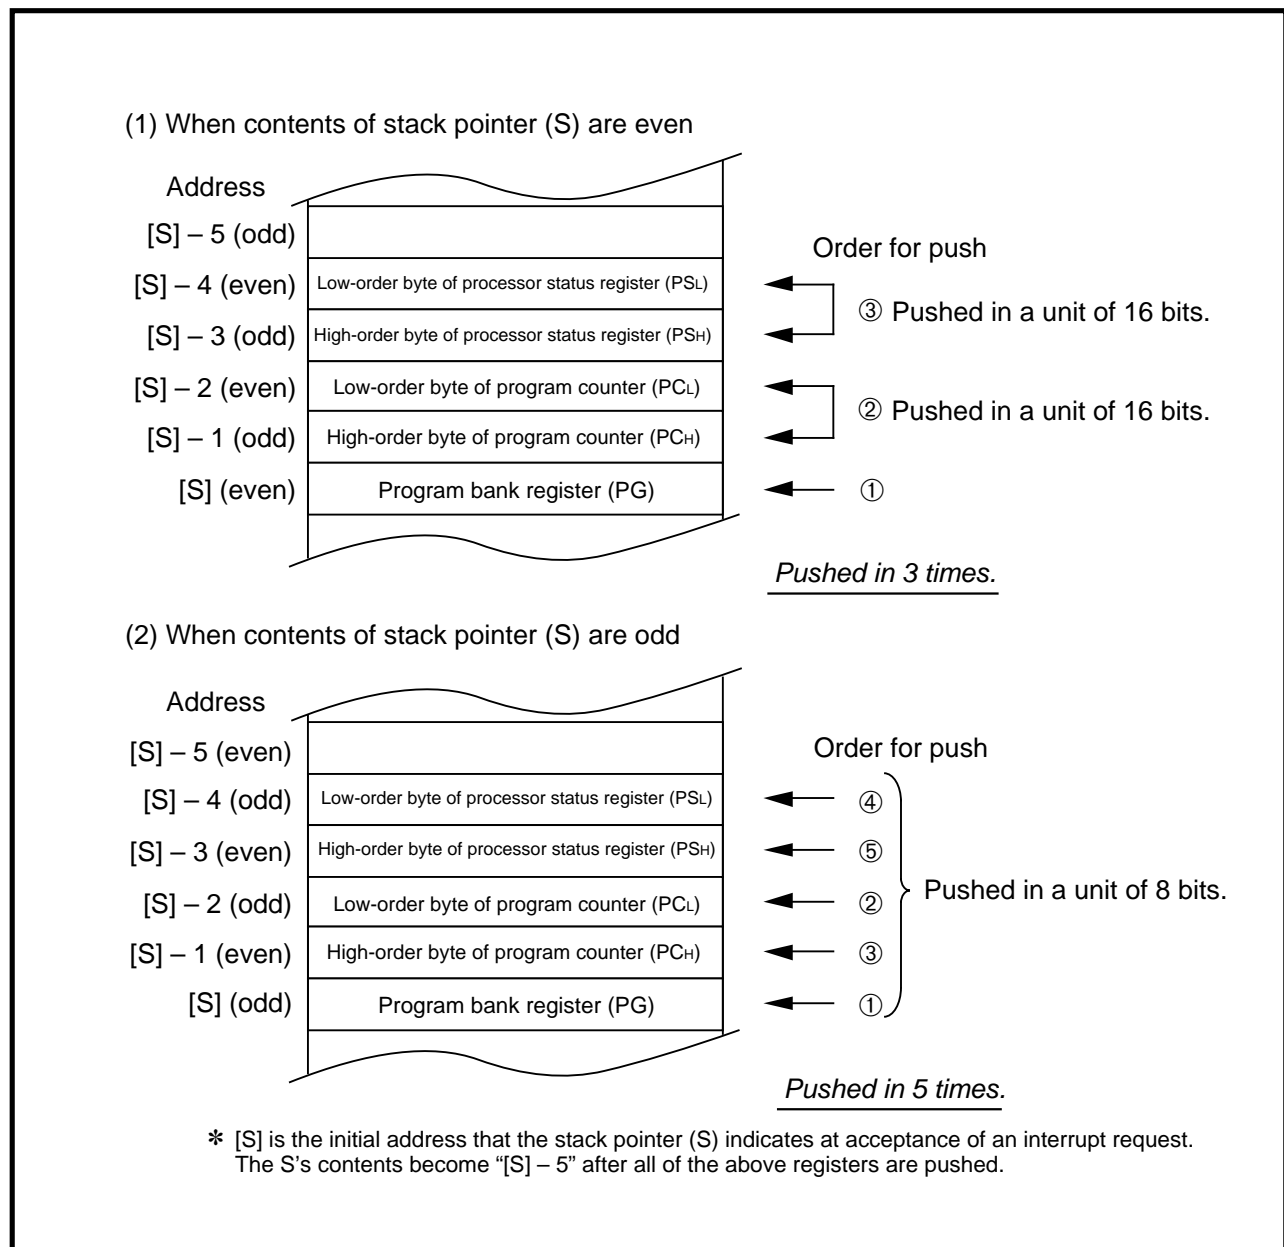 (1) When contents of stack pointer (S) are even
Address
[S] – 5 (odd)
Order for push
[S] – 4 (even) Low-order byte of processor status register (PSL)
③ Pushed in a unit of 16 bits.
[S] – 3 (odd) High-order byte of processor status register (PSH)
[S] – 2 (even) Low-order byte of program counter (PCL)
② Pushed in a unit of 16 bits.
[S] – 1 (odd) High-order byte of program counter (PCH)
[S] (even) Program bank register (PG) ①
Pushed in 3 times.
(2) When contents of stack pointer (S) are odd
Address
[S] – 5 (even) Order for push
[S] – 4 (odd) Low-order byte of processor status register (PSL) ④
[S] – 3 (even) High-order byte of processor status register (PSH) ⑤
[S] – 2 (odd) Low-order byte of program counter (PCL) ② Pushed in a unit of 8 bits.
[S] – 1 (even) High-order byte of program counter (PCH) ③
[S] (odd) Program bank register (PG) ①
Pushed in 5 times.
✻ [S] is the initial address that the stack pointer (S) indicates at acceptance of an interrupt request.
The S’s contents become “[S] – 5” after all of the above registers are pushed.